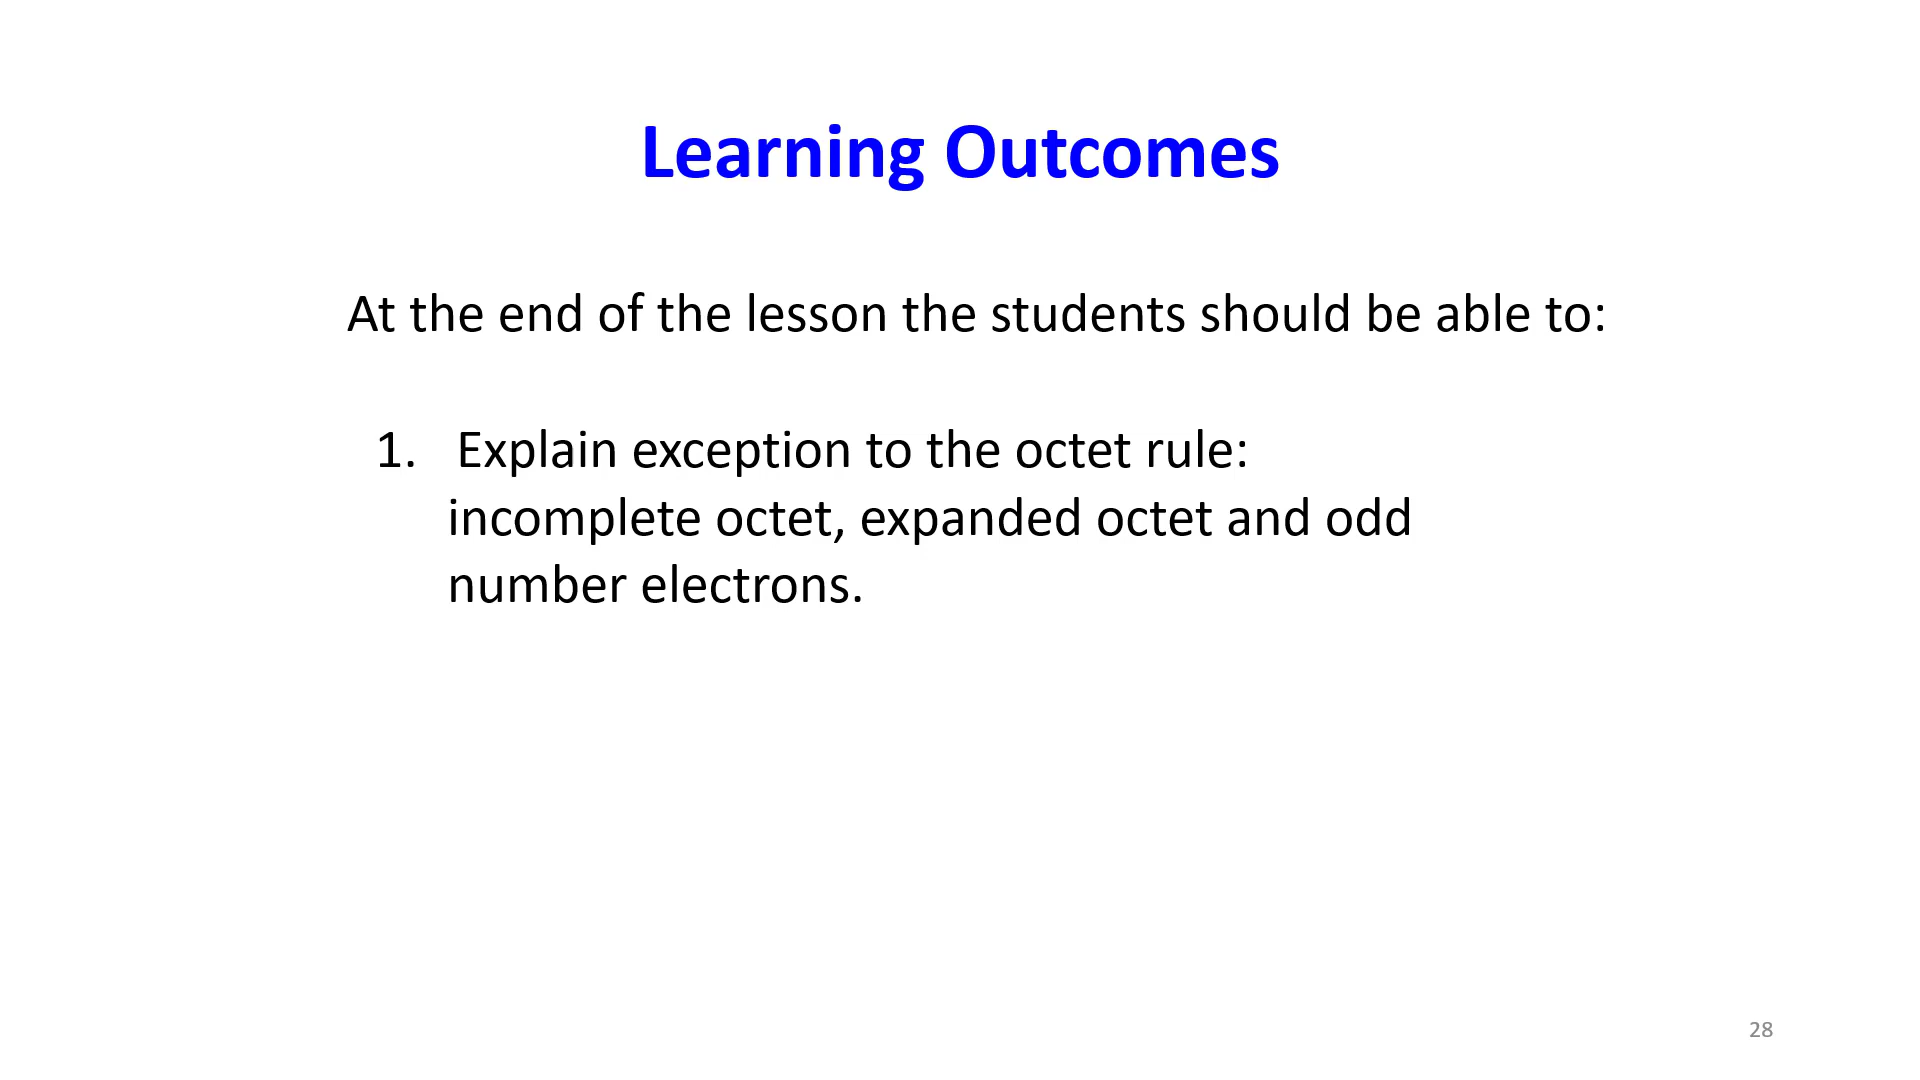 Learning Outcomes
At the end of the lesson the students should be able to:
1. Explain exception to the octet rule:
incomplete octet, expanded octet and odd
number electrons.
28